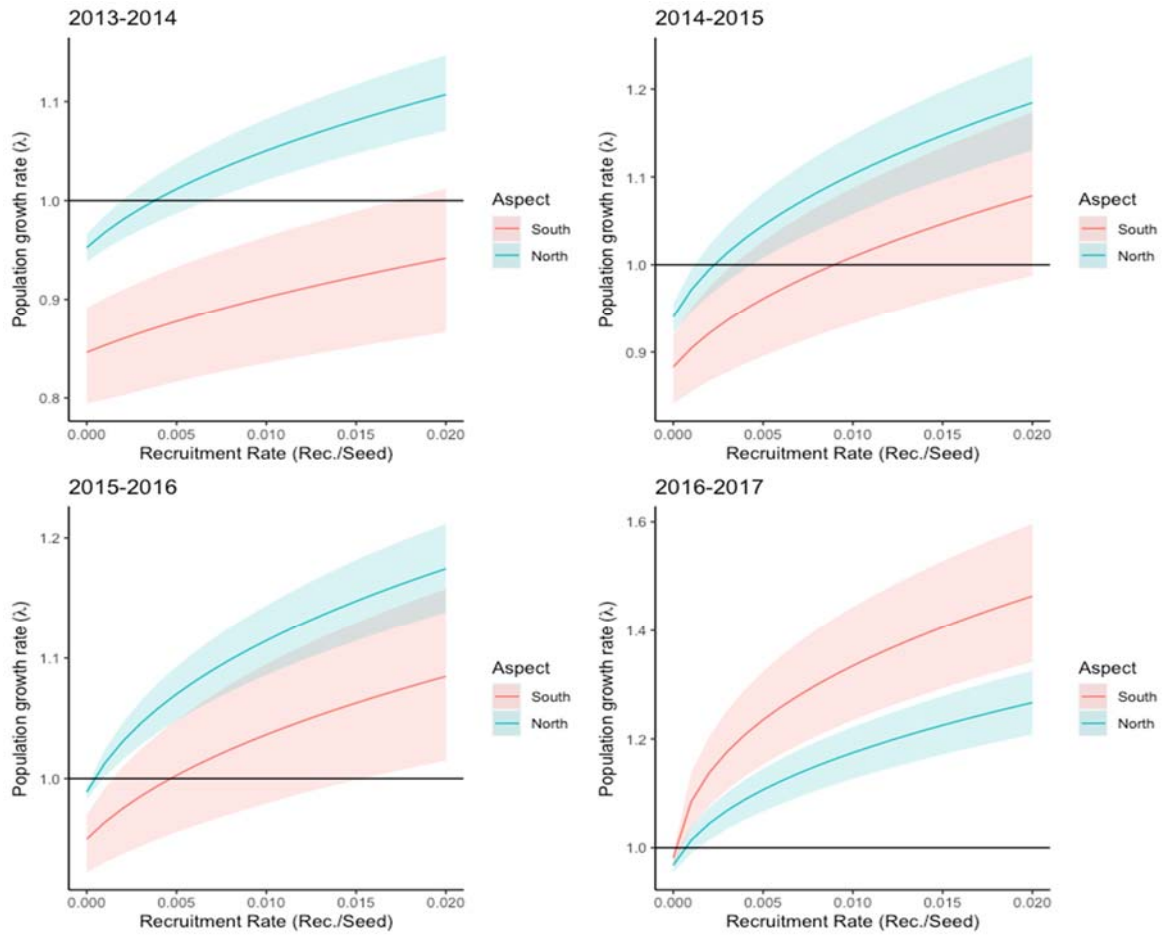 2013-2014
Population growth rate (λ)
1.1
1.0
0.9
0.8
0.000 0.005 0.010 0.015 0.020
Recruitment Rate (Rec./Seed)
Aspect
South
North
2014-2015
Population growth rate (λ)
1.2
1.1
1.0
0.9
0.000 0.005 0.010 0.015 0.020
Recruitment Rate (Rec./Seed)
Aspect
South
North
2015-2016
Population growth rate (λ)
1.2
1.1
1.0
0.000 0.005 0.010 0.015 0.020
Recruitment Rate (Rec./Seed)
Aspect
South
North
2016-2017
Population growth rate (λ)
1.6
1.4
1.2
1.0
0.000 0.005 0.010 0.015 0.020
Recruitment Rate (Rec./Seed)
Aspect
South
North